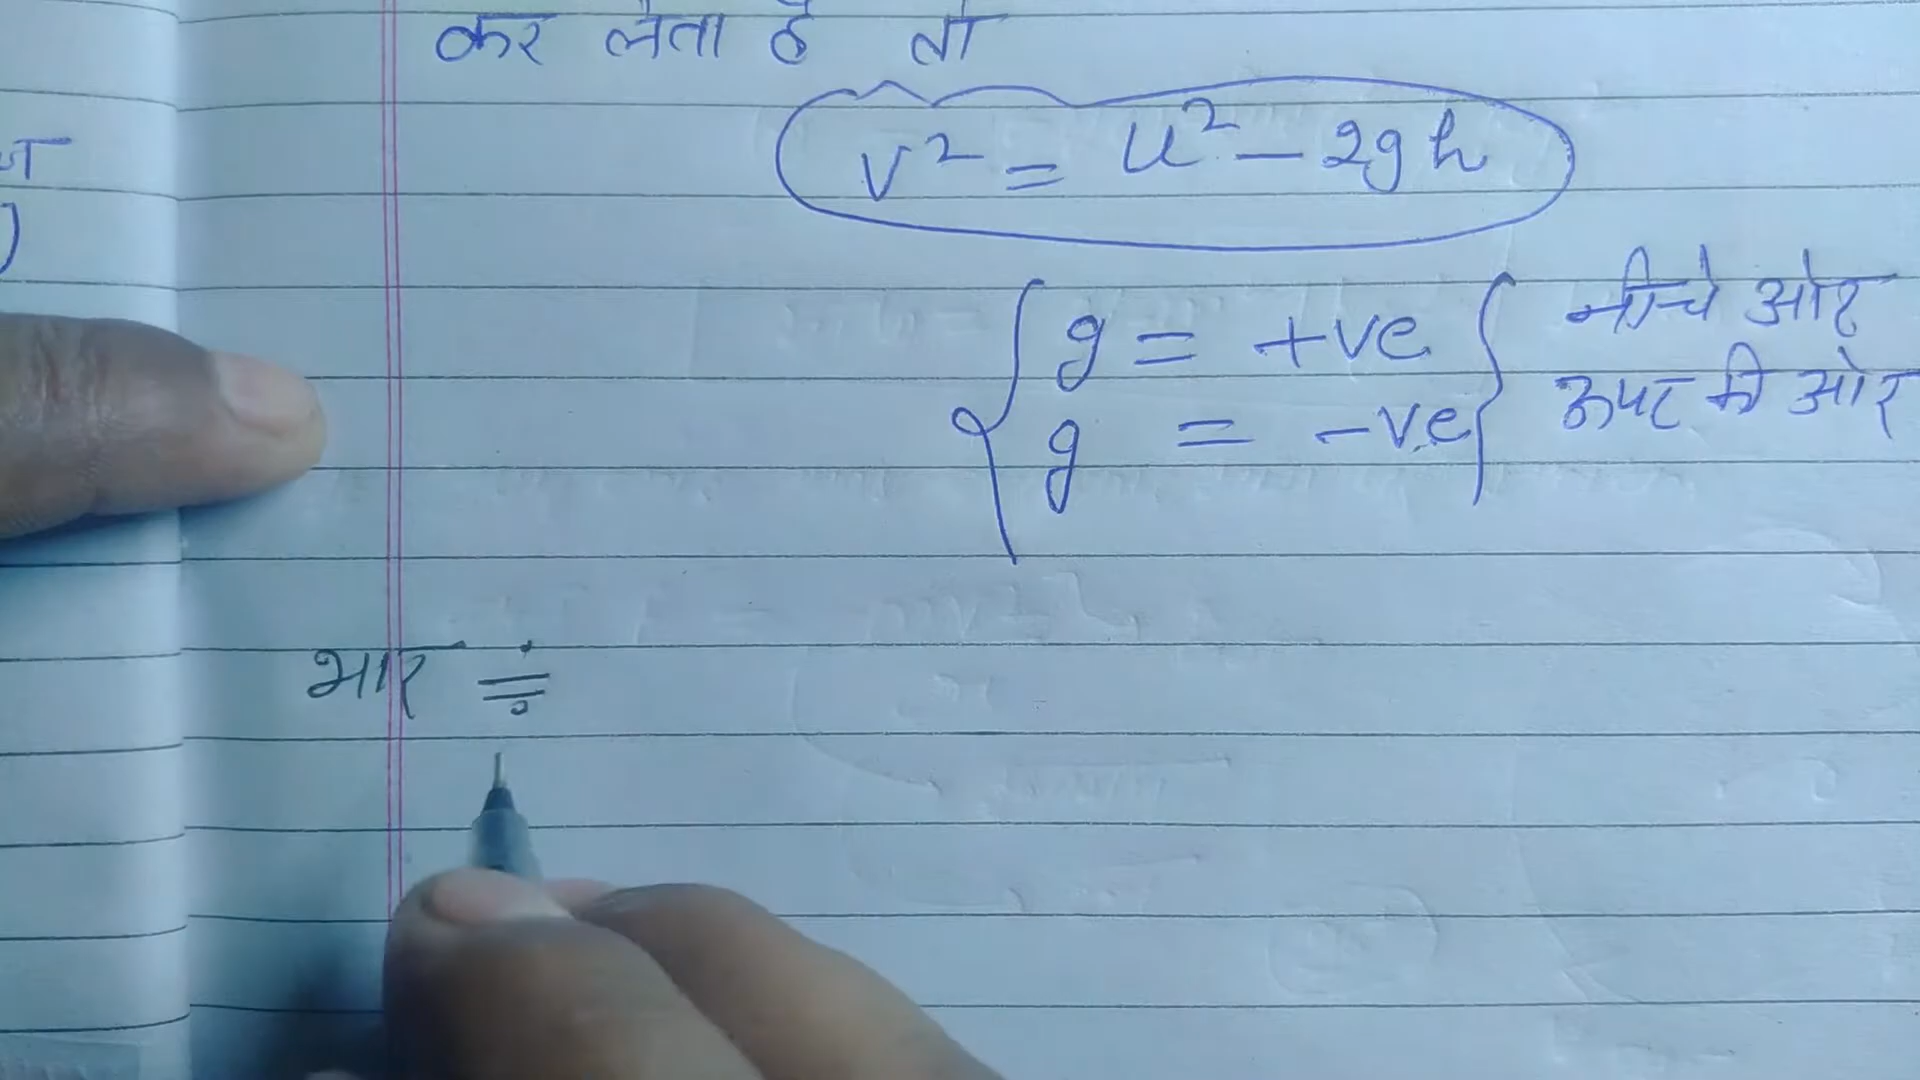 कर लेता है तो
v² = u² – 2gh
g = +ve नीचे ओर
g = –ve ऊपर की ओर
भार